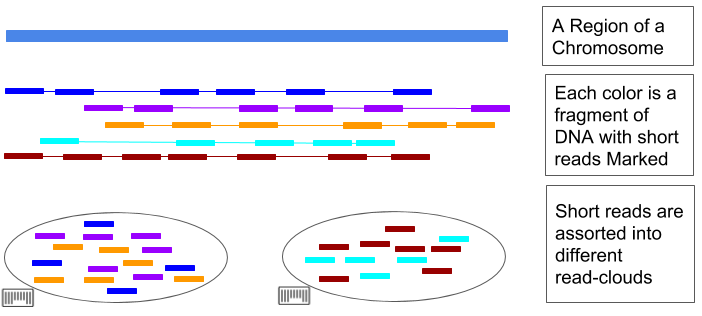 A Region of a
Chromosome
Each color is a
fragment of
DNA with short
reads Marked
Short reads are
assorted into
different
read-clouds